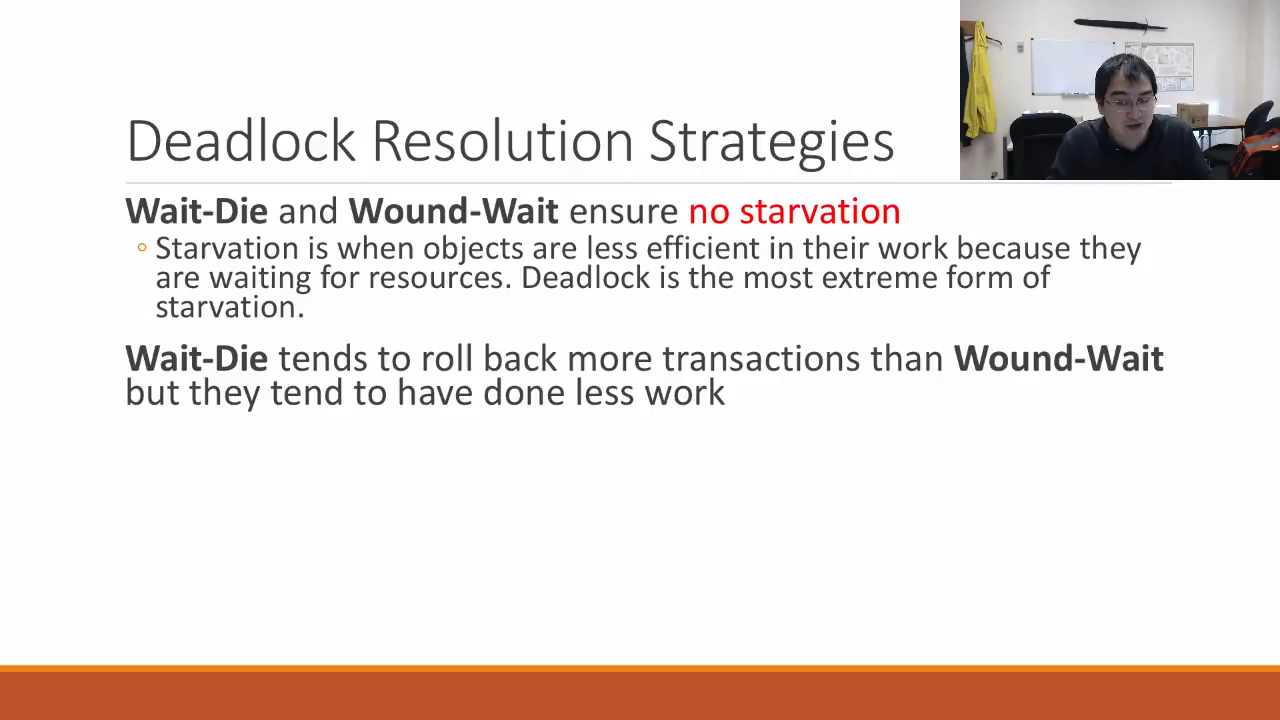 Deadlock Resolution Strategies
Wait-Die and Wound-Wait ensure no starvation
Starvation is when objects are less efficient in their work because they
are waiting for resources. Deadlock is the most extreme form of
starvation.
Wait-Die tends to roll back more transactions than Wound-Wait
but they tend to have done less work